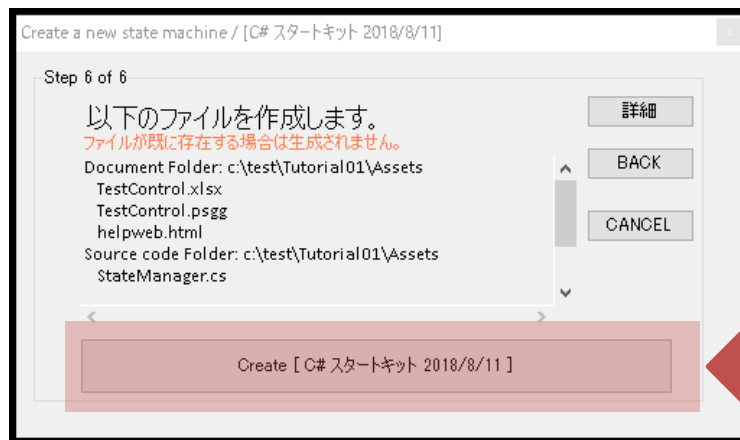 Create a new state machine / [C# スタートキット 2018/8/11]
Step 6 of 6
以下のファイルを作成します。
ファイルが既に存在する場合は生成されません。
Document Folder: c:\test\Tutorial01\Assets
TestControl.xlsx
TestControl.psgg
helpweb.html
Source code Folder: c:\test\Tutorial01\Assets
StateManager.cs
詳細
BACK
CANCEL
Create [ C# スタートキット 2018/8/11 ]